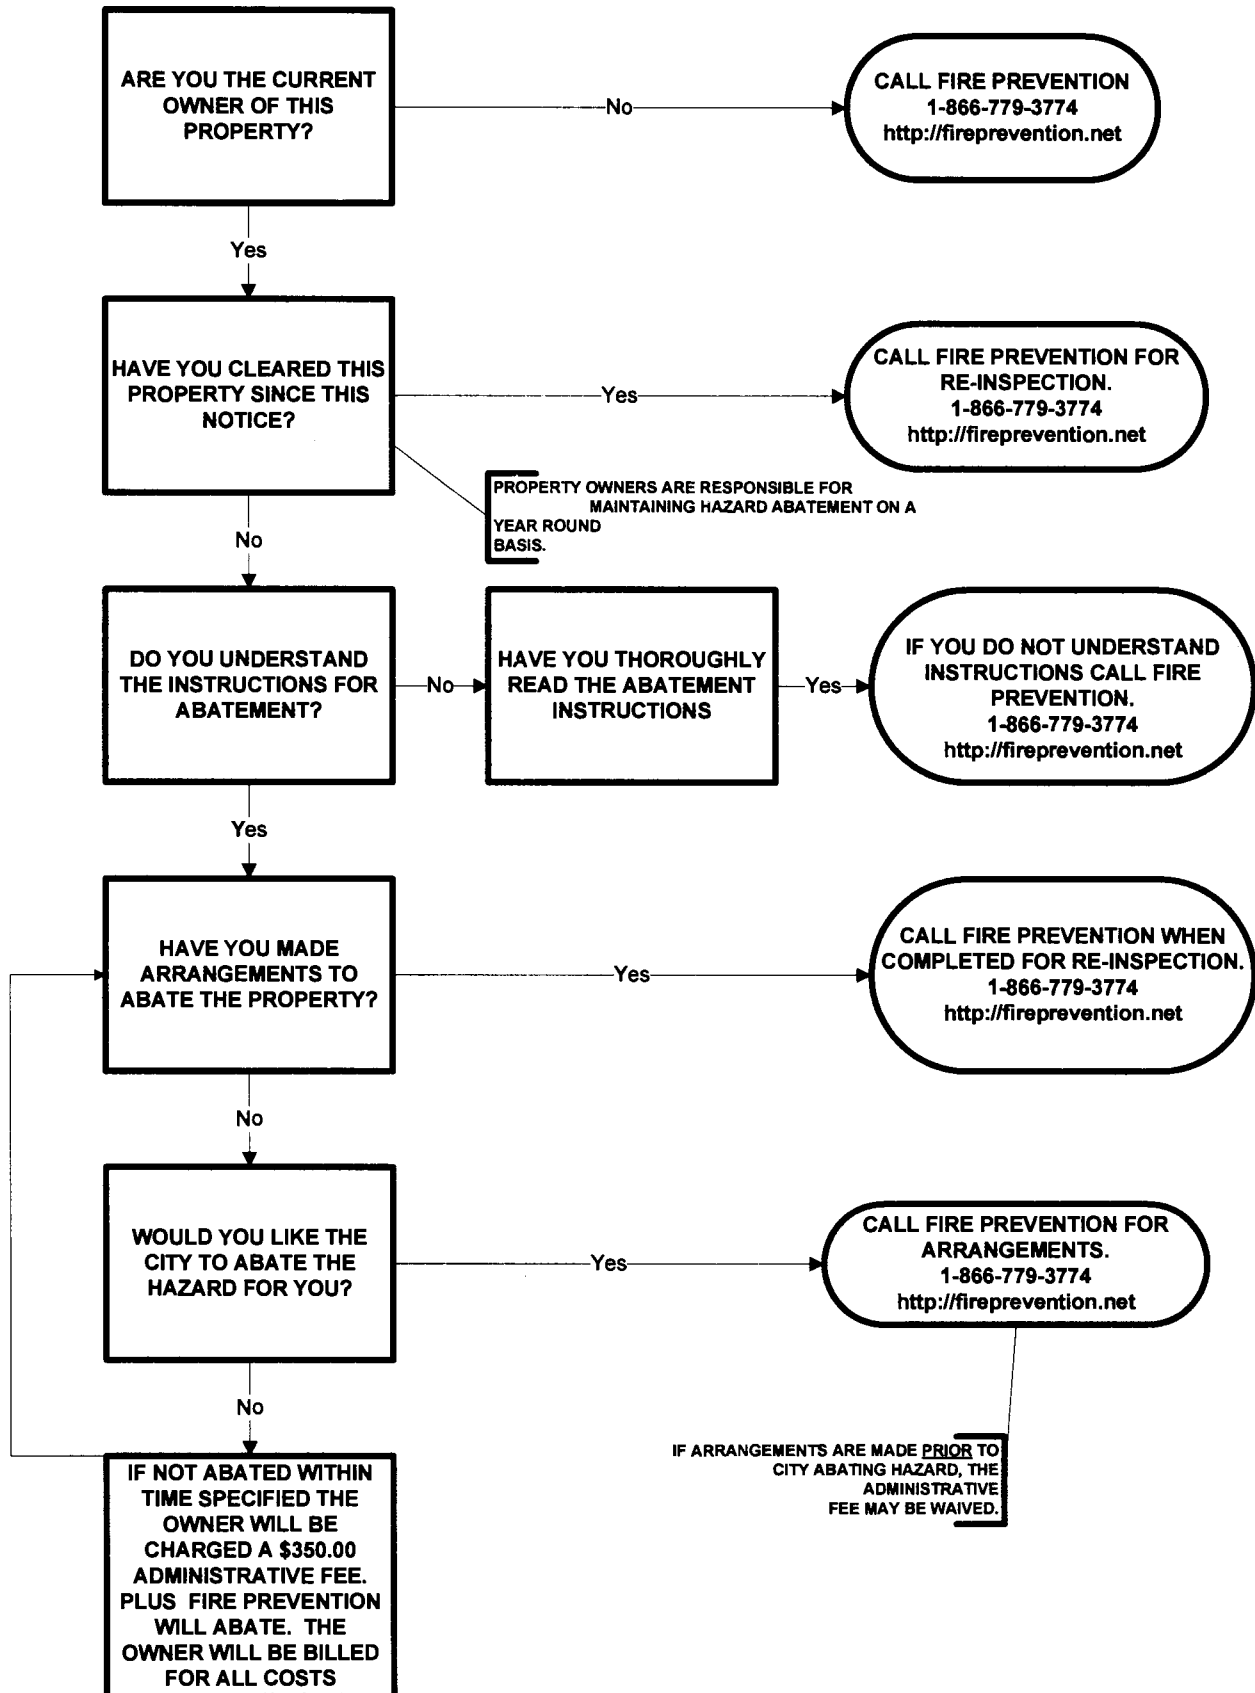 ARE YOU THE CURRENT
OWNER OF THIS
PROPERTY?
No
CALL FIRE PREVENTION
1-866-779-3774
http://fireprevention.net
Yes
HAVE YOU CLEARED THIS
PROPERTY SINCE THIS
NOTICE?
Yes
CALL FIRE PREVENTION FOR
RE-INSPECTION.
1-866-779-3774
http://fireprevention.net
PROPERTY OWNERS ARE RESPONSIBLE FOR
MAINTAINING HAZARD ABATEMENT ON A
YEAR ROUND
BASIS.
No
DO YOU UNDERSTAND
THE INSTRUCTIONS FOR
ABATEMENT?
No
HAVE YOU THOROUGHLY
READ THE ABATEMENT
INSTRUCTIONS
Yes
IF YOU DO NOT UNDERSTAND
INSTRUCTIONS CALL FIRE
PREVENTION.
1-866-779-3774
http://fireprevention.net
Yes
HAVE YOU MADE
ARRANGEMENTS TO
ABATE THE PROPERTY?
Yes
CALL FIRE PREVENTION WHEN
COMPLETED FOR RE-INSPECTION.
1-866-779-3774
http://fireprevention.net
No
WOULD YOU LIKE THE
CITY TO ABATE THE
HAZARD FOR YOU?
Yes
CALL FIRE PREVENTION FOR
ARRANGEMENTS.
1-866-779-3774
http://fireprevention.net
No
IF ARRANGEMENTS ARE MADE PRIOR TO
CITY ABATING HAZARD, THE
ADMINISTRATIVE
FEE MAY BE WAIVED.
IF NOT ABATED WITHIN
TIME SPECIFIED THE
OWNER WILL BE
CHARGED A $350.00
ADMINISTRATIVE FEE.
PLUS FIRE PREVENTION
WILL ABATE. THE
OWNER WILL BE BILLED
FOR ALL COSTS